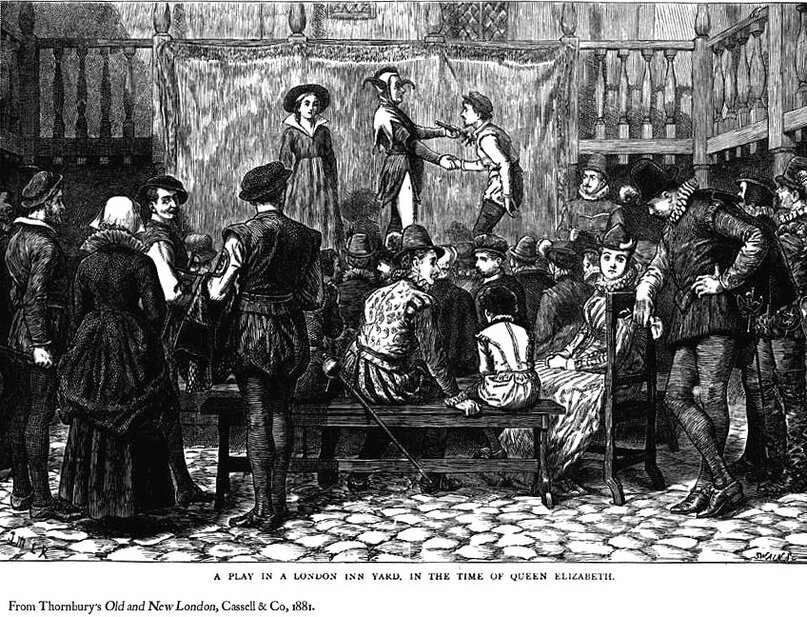 SWAIN
A PLAY IN A LONDON INN YARD, IN THE TIME OF QUEEN ELIZABETH.
From Thornbury's Old and New London, Cassell & Co, 1881.